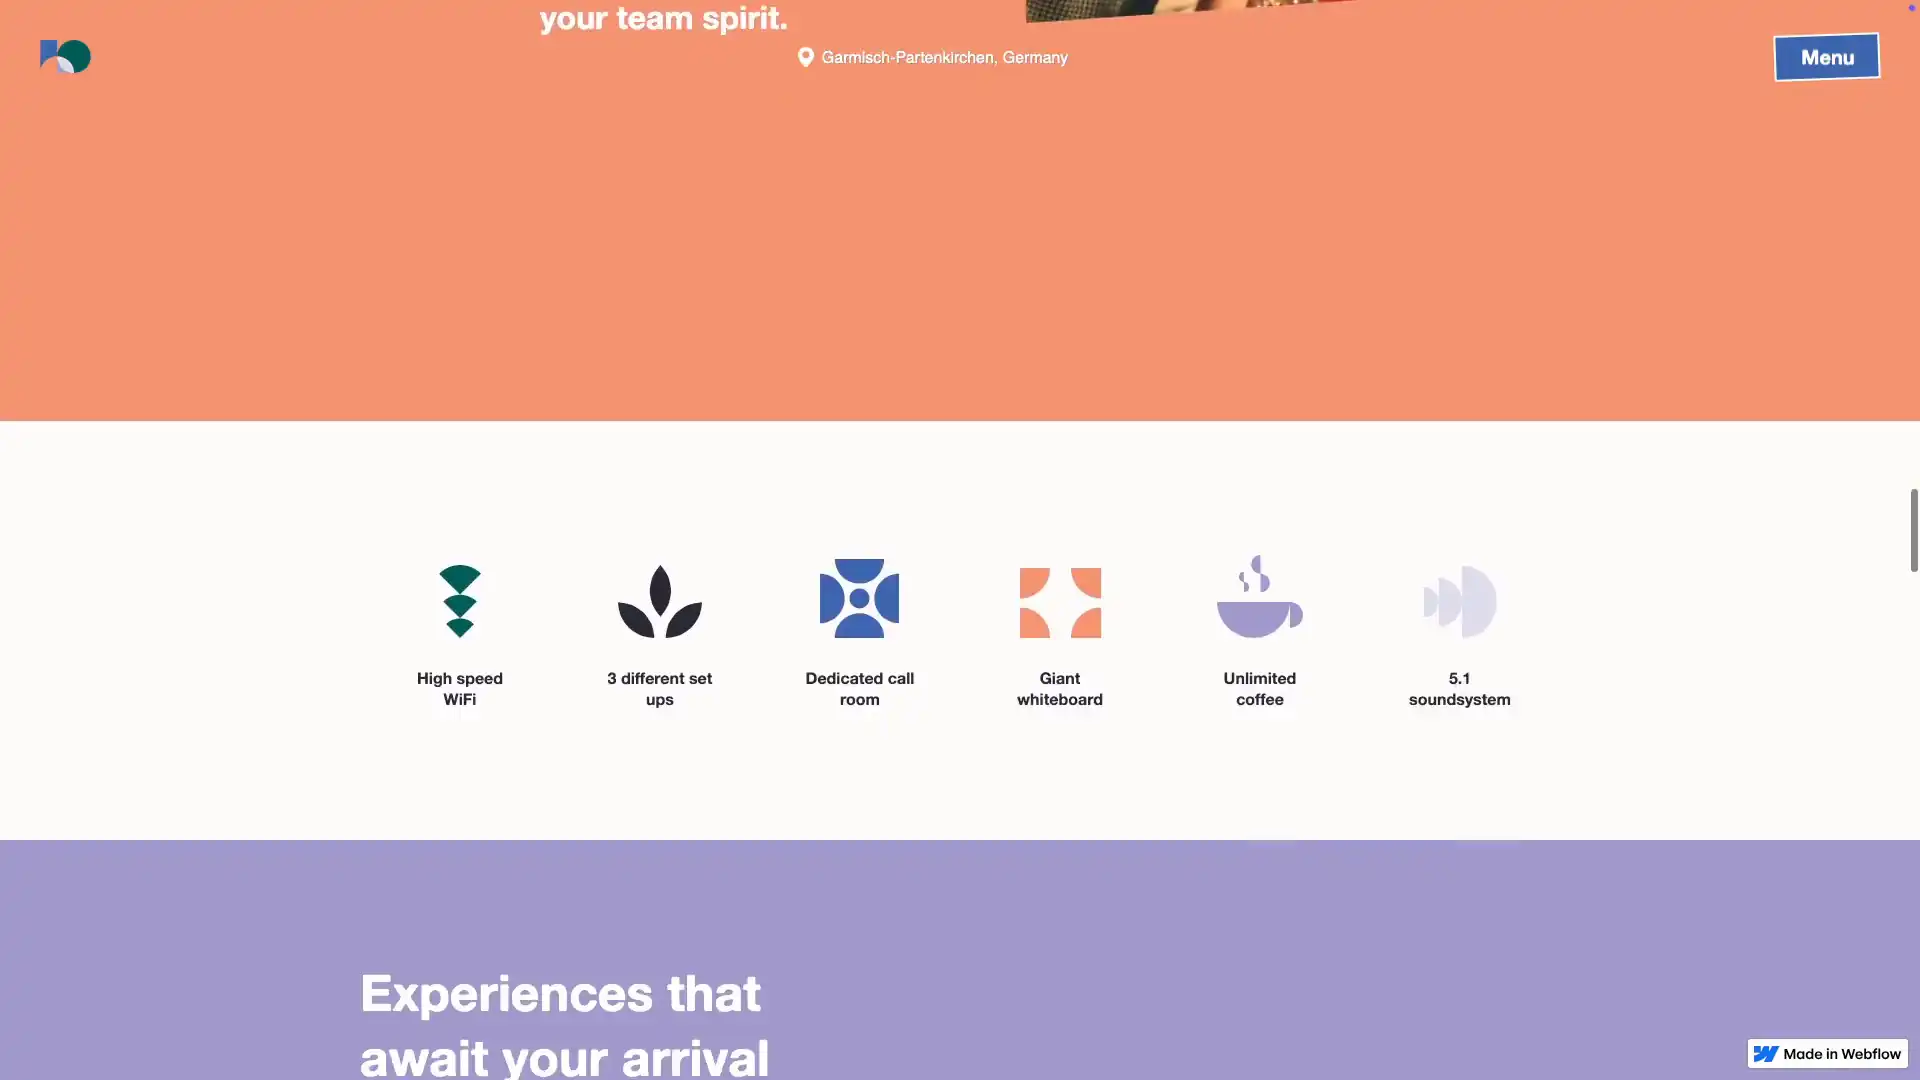 your team spirit.
Garmisch-Partenkirchen, Germany
Menu
High speed
WiFi
3 different set
ups
Dedicated call
room
Giant
whiteboard
Unlimited
coffee
5.1
soundsystem
Experiences that
await your arrival
Made in Webflow